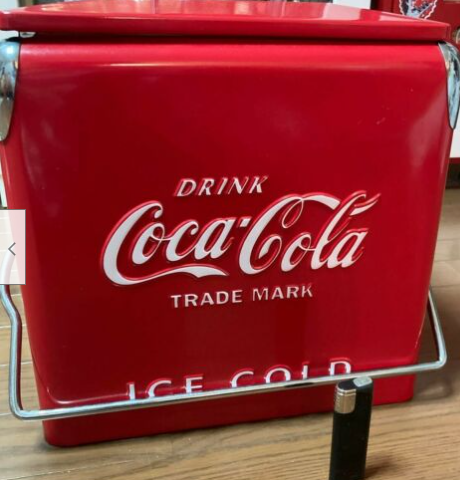 DRINK
Coca-Cola
TRADE MARK
ICE COLD